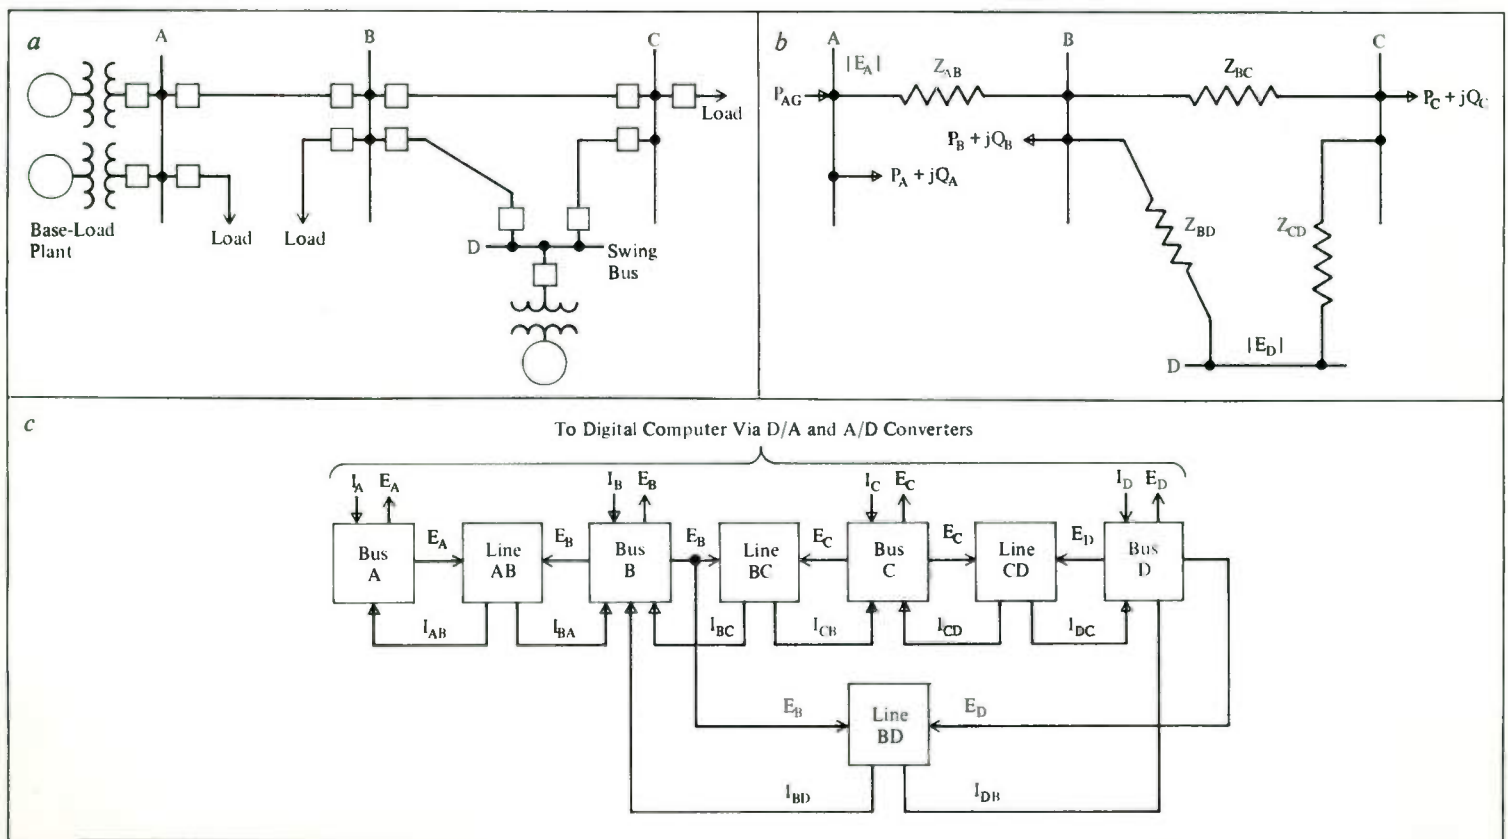 a
A
B
C
Load
Base-Load
Plant
Load
Load
D
Swing
Bus
b
A
B
C
|E_A|
Z_AB
Z_BC
P_AG
P_C + jQ_C
P_B + jQ_B
P_A + jQ_A
Z_BD
Z_CD
|E_D|
D
c
To Digital Computer Via D/A and A/D Converters
I_A E_A I_B E_B I_C E_C I_D E_D
Bus A
E_A
Line AB
E_B
Bus B
E_B
Line BC
E_C
Bus C
E_C
Line CD
E_D
Bus D
I_AB I_BA I_BC I_CB I_CD I_DC
E_B
Line BD
E_D
I_BD I_DB